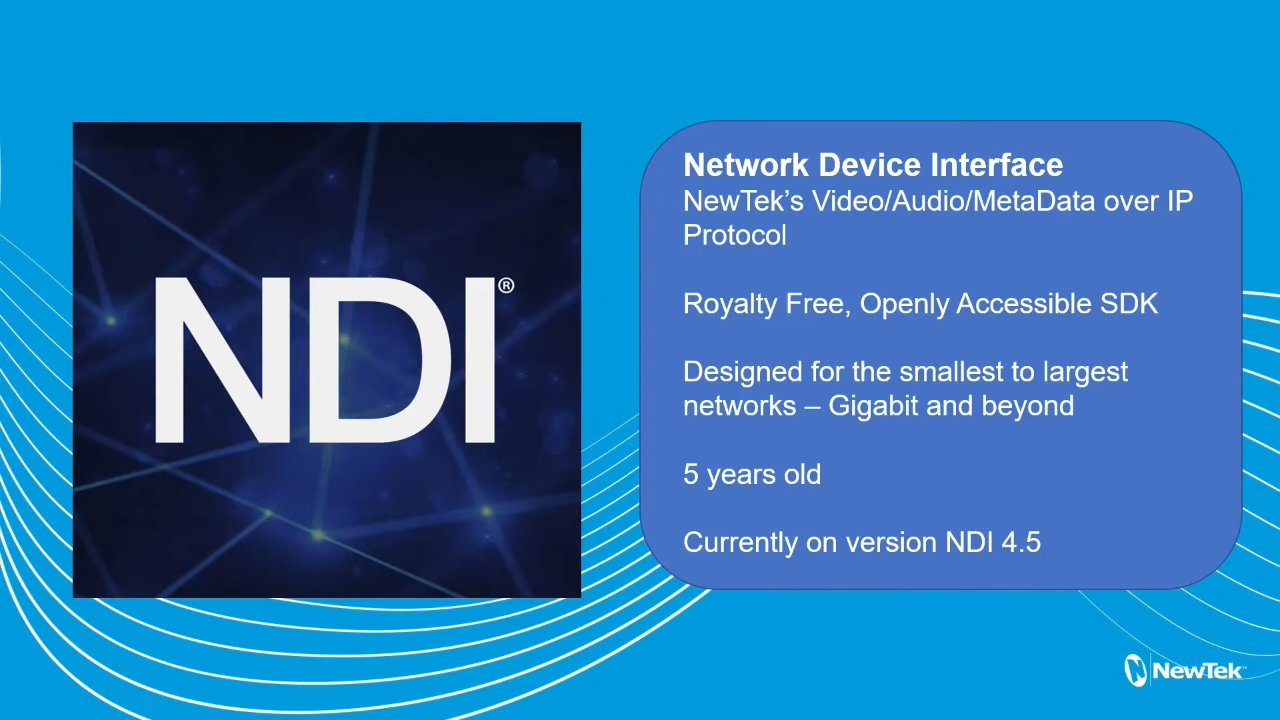 NDI®
Network Device Interface
NewTek’s Video/Audio/MetaData over IP
Protocol
Royalty Free, Openly Accessible SDK
Designed for the smallest to largest
networks – Gigabit and beyond
5 years old
Currently on version NDI 4.5
NewTek™